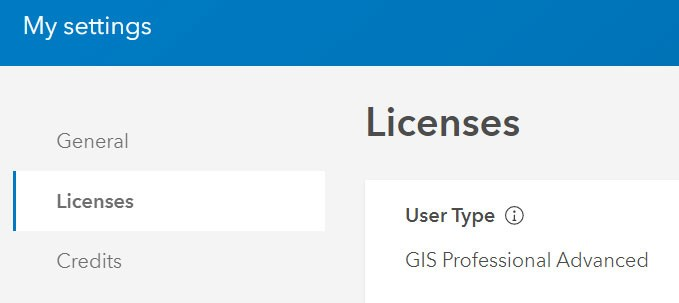 My settings
General
Licenses
Credits
Licenses
User Type
GIS Professional Advanced